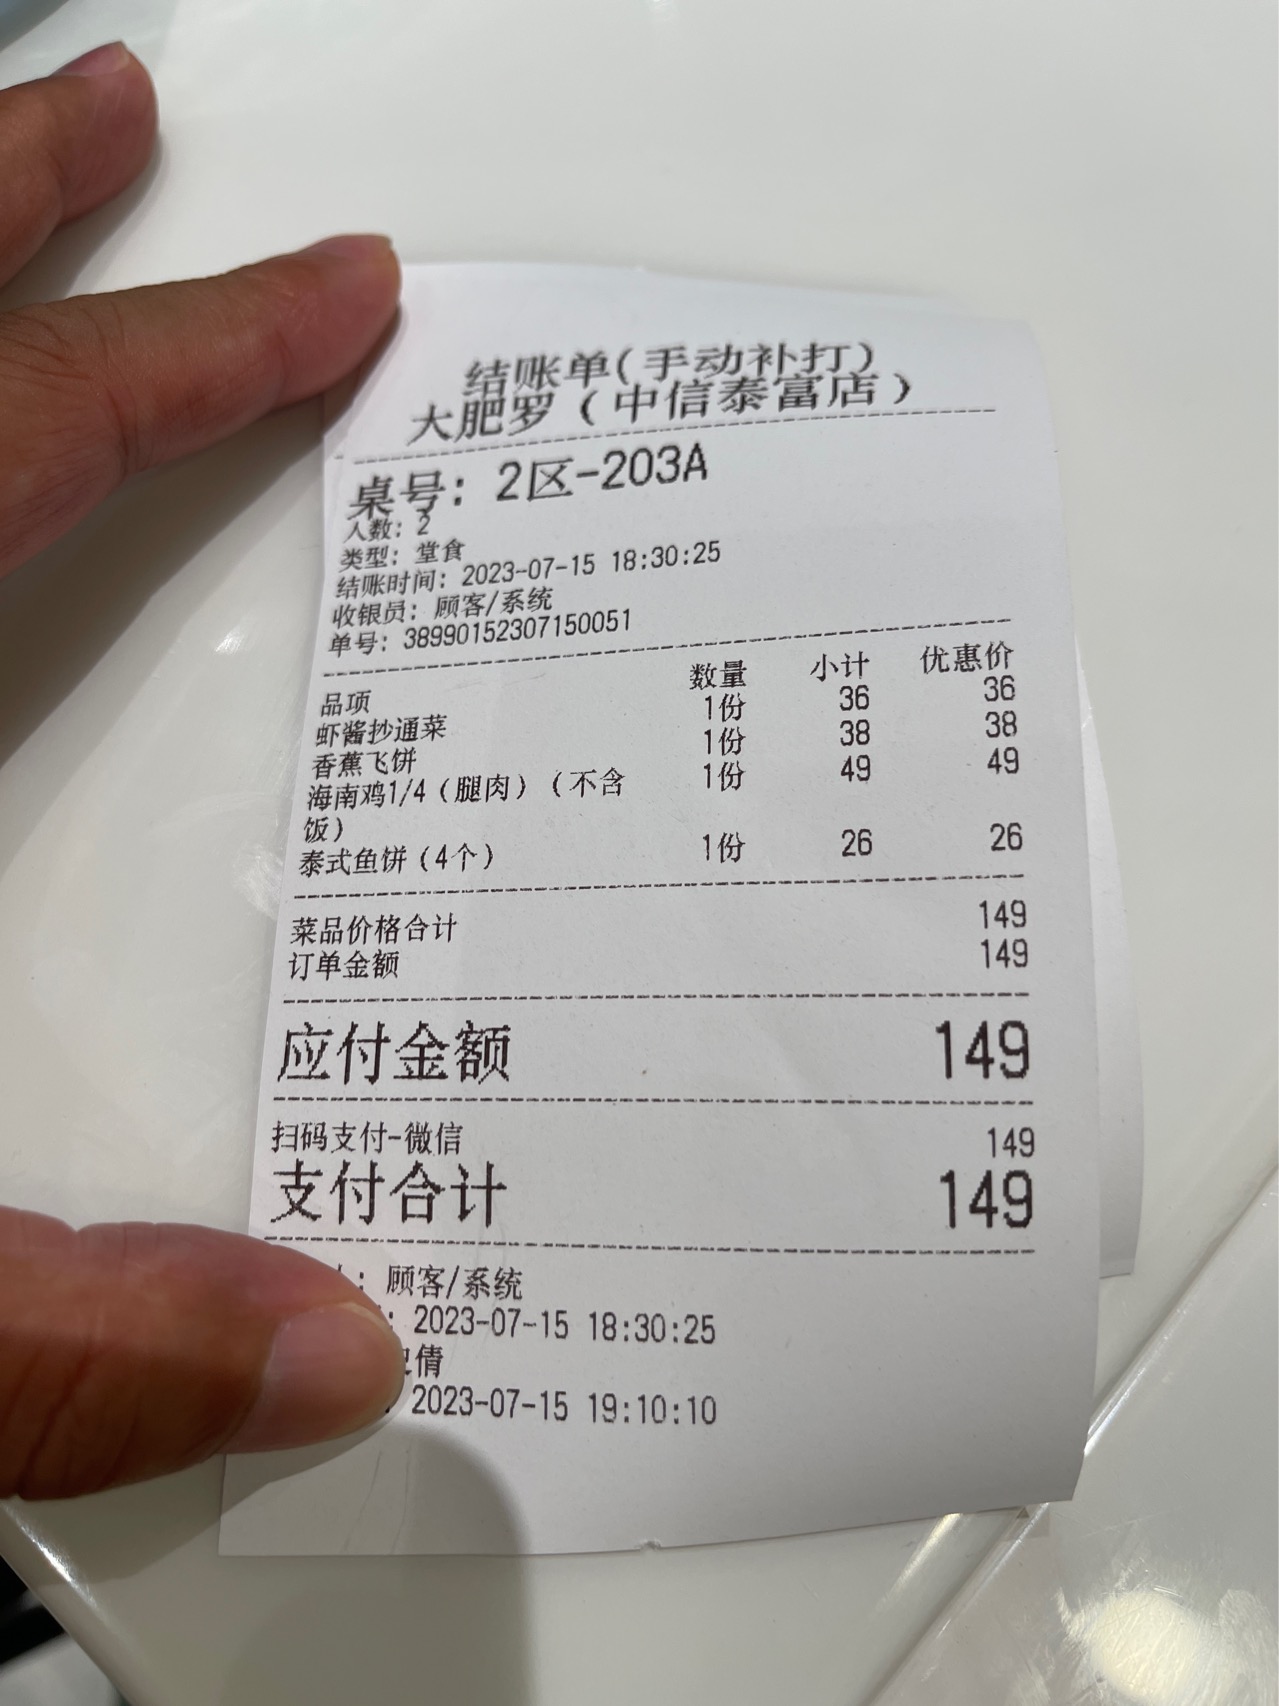 结账单(手动补打)
大肥罗（中信泰富店）
桌号: 2区-203A
人数: 2
类型: 堂食
结账时间: 2023-07-15 18:30:25
收银员: 顾客/系统
单号: 38990152307150051
品项 数量 小计 优惠价
虾酱抄通菜 1份 36 36
香蕉飞饼 1份 38 38
海南鸡1/4（腿肉）（不含 1份 49 49
饭）
泰式鱼饼(4个) 1份 26 26
菜品价格合计 149
订单金额 149
应付金额 149
扫码支付-微信 149
支付合计 149
: 顾客/系统
: 2023-07-15 18:30:25
倩
2023-07-15 19:10:10